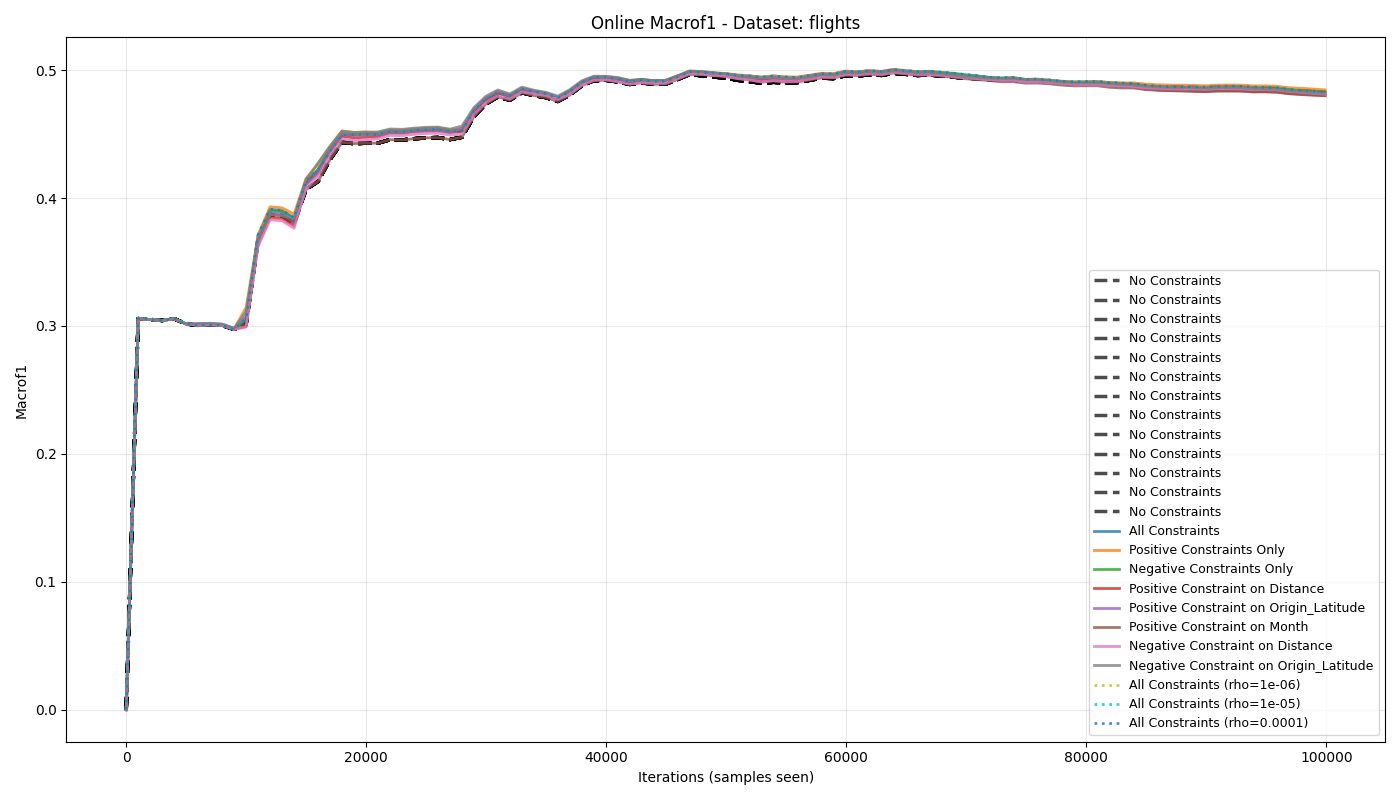 Online Macrof1 - Dataset: flights
Macrof1
0.5
0.4
0.3
0.2
0.1
0.0
No Constraints
No Constraints
No Constraints
No Constraints
No Constraints
No Constraints
No Constraints
No Constraints
No Constraints
No Constraints
No Constraints
No Constraints
No Constraints
All Constraints
Positive Constraints Only
Negative Constraints Only
Positive Constraint on Distance
Positive Constraint on Origin_Latitude
Positive Constraint on Month
Negative Constraint on Distance
Negative Constraint on Origin_Latitude
All Constraints (rho=1e-06)
All Constraints (rho=1e-05)
All Constraints (rho=0.0001)
0 20000 40000 60000 80000 100000
Iterations (samples seen)